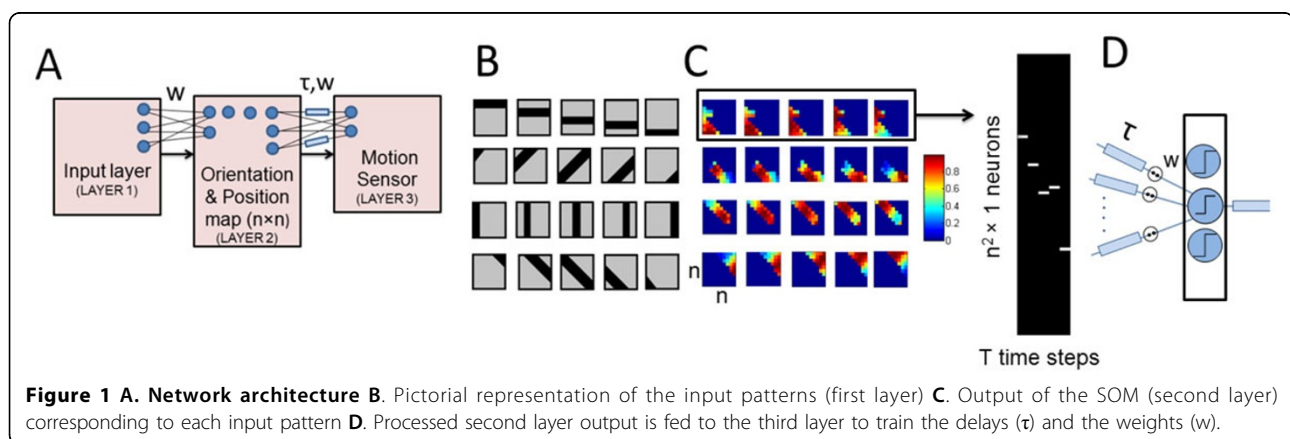 A
B
C
D
w
τ,w
Input layer
(LAYER 1)
Orientation
& Position
map (n×n)
(LAYER 2)
Motion
Sensor
(LAYER 3)
0.8
0.6
0.4
0.2
0
n
n
n² × 1 neurons
T time steps
τ
w
Figure 1 A. Network architecture B. Pictorial representation of the input patterns (first layer) C. Output of the SOM (second layer)
corresponding to each input pattern D. Processed second layer output is fed to the third layer to train the delays (τ) and the weights (w).